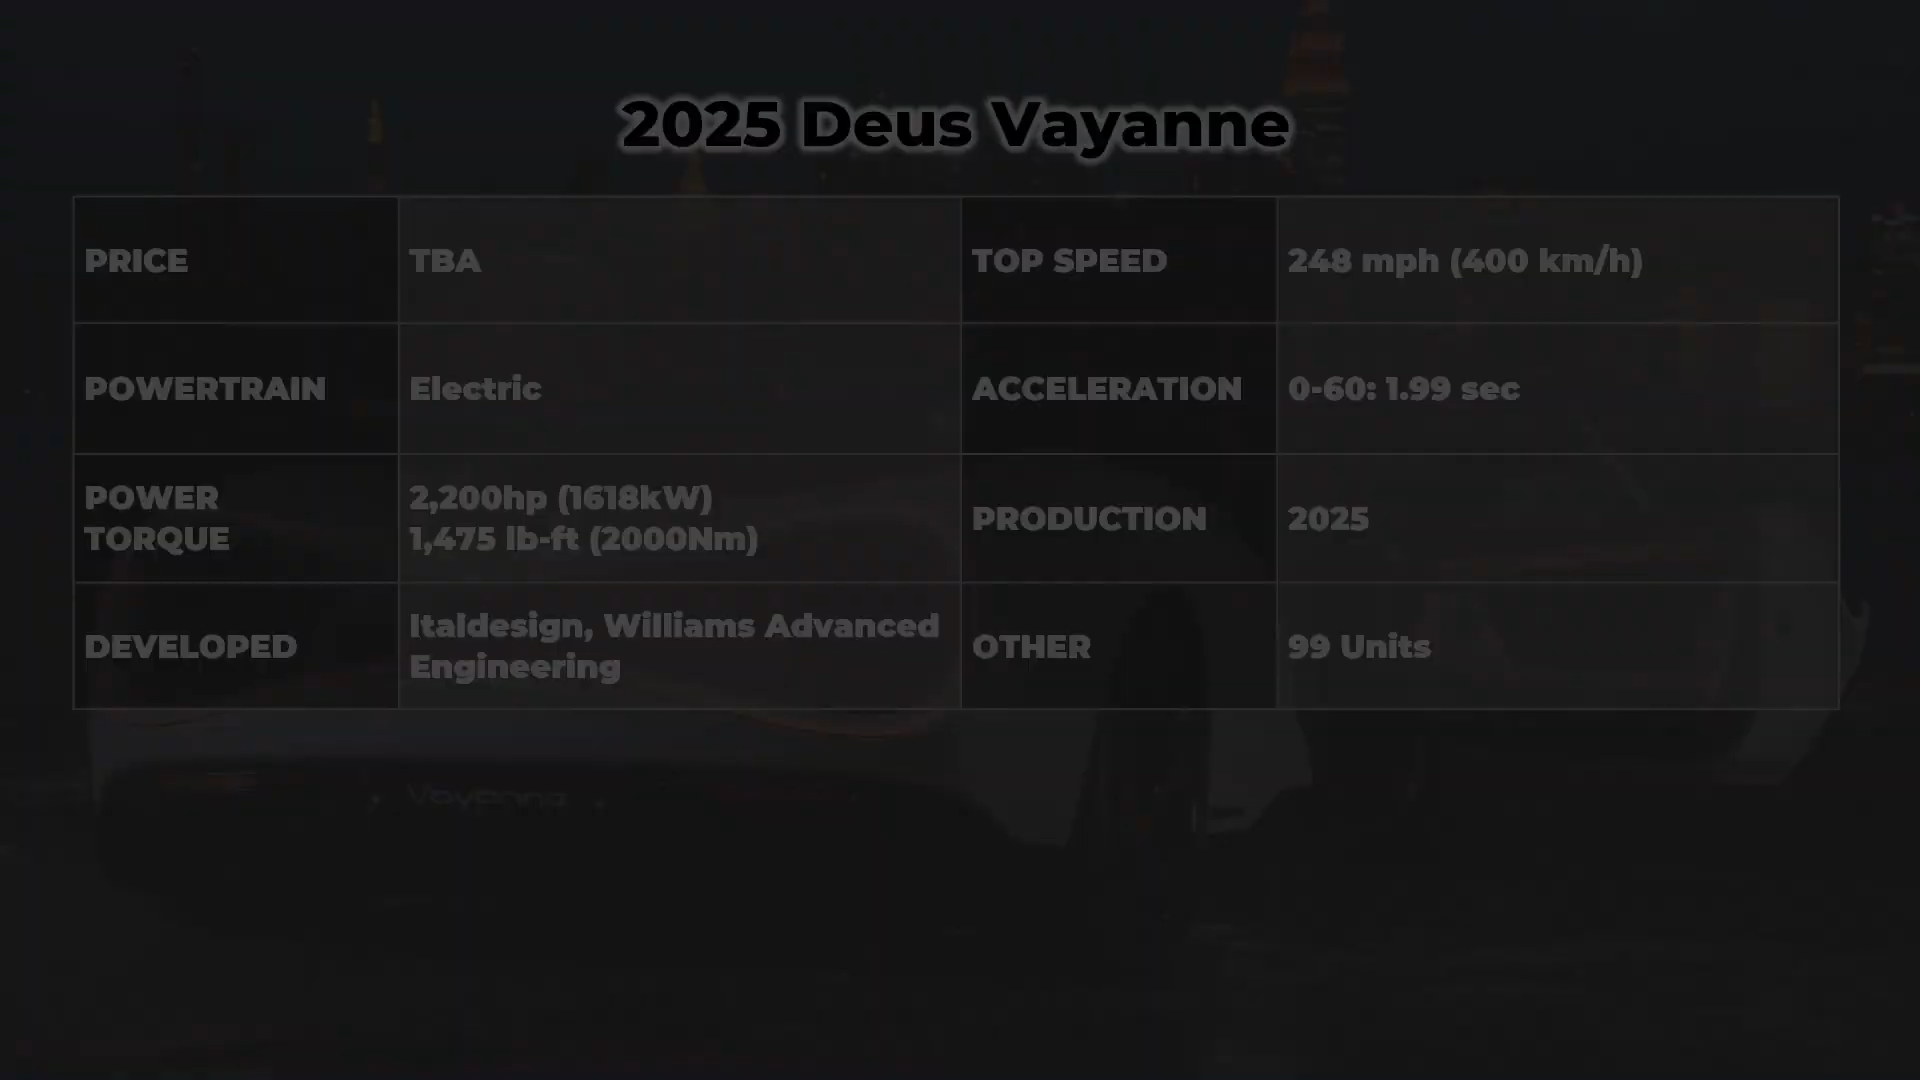 2025 Deus Vayanne
PRICE
TBA
TOP SPEED
248 mph (400 km/h)
POWERTRAIN
Electric
ACCELERATION
0-60: 1.99 sec
POWER
TORQUE
2,200hp (1618kW)
1,475 lb-ft (2000Nm)
PRODUCTION
2025
DEVELOPED
Italdesign, Williams Advanced
Engineering
OTHER
99 Units
Vayanne